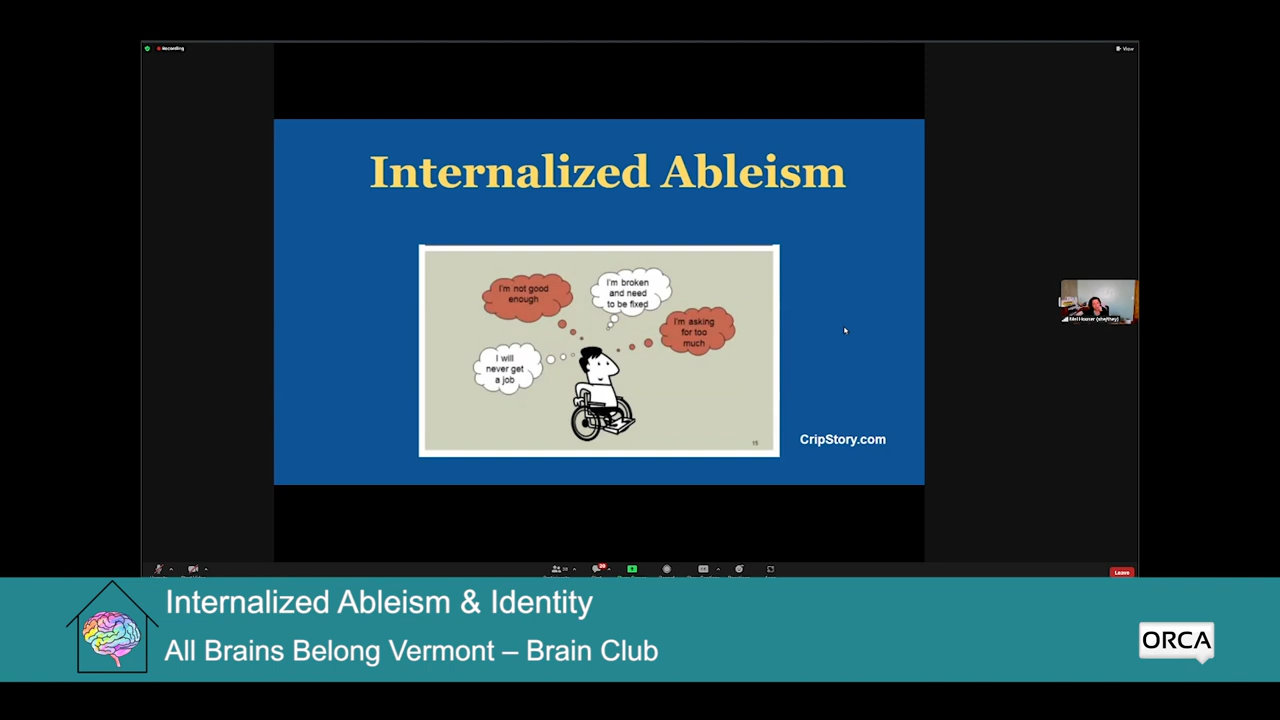 Recording
View
Internalized Ableism
I'm not good
enough
I'm broken
and need
to be fixed
I'm asking
for too
much
I will
never get
a job
15
CripStory.com
Leave
Internalized Ableism & Identity
All Brains Belong Vermont – Brain Club
ORCA